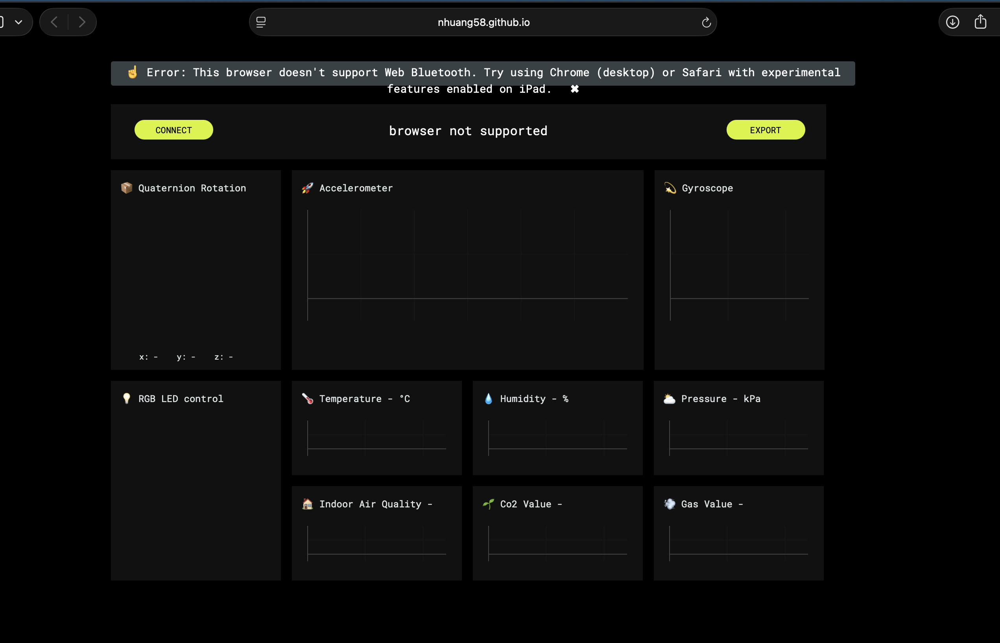 nhuang58.github.io
☝ Error: This browser doesn't support Web Bluetooth. Try using Chrome (desktop) or Safari with experimental
features enabled on iPad. ✖
CONNECT
browser not supported
EXPORT
📦 Quaternion Rotation
🚀 Accelerometer
💫 Gyroscope
x: - y: - z: -
💡 RGB LED control
🌡 Temperature - °C
💧 Humidity - %
🌥 Pressure - kPa
🏠 Indoor Air Quality -
🌱 Co2 Value -
💨 Gas Value -